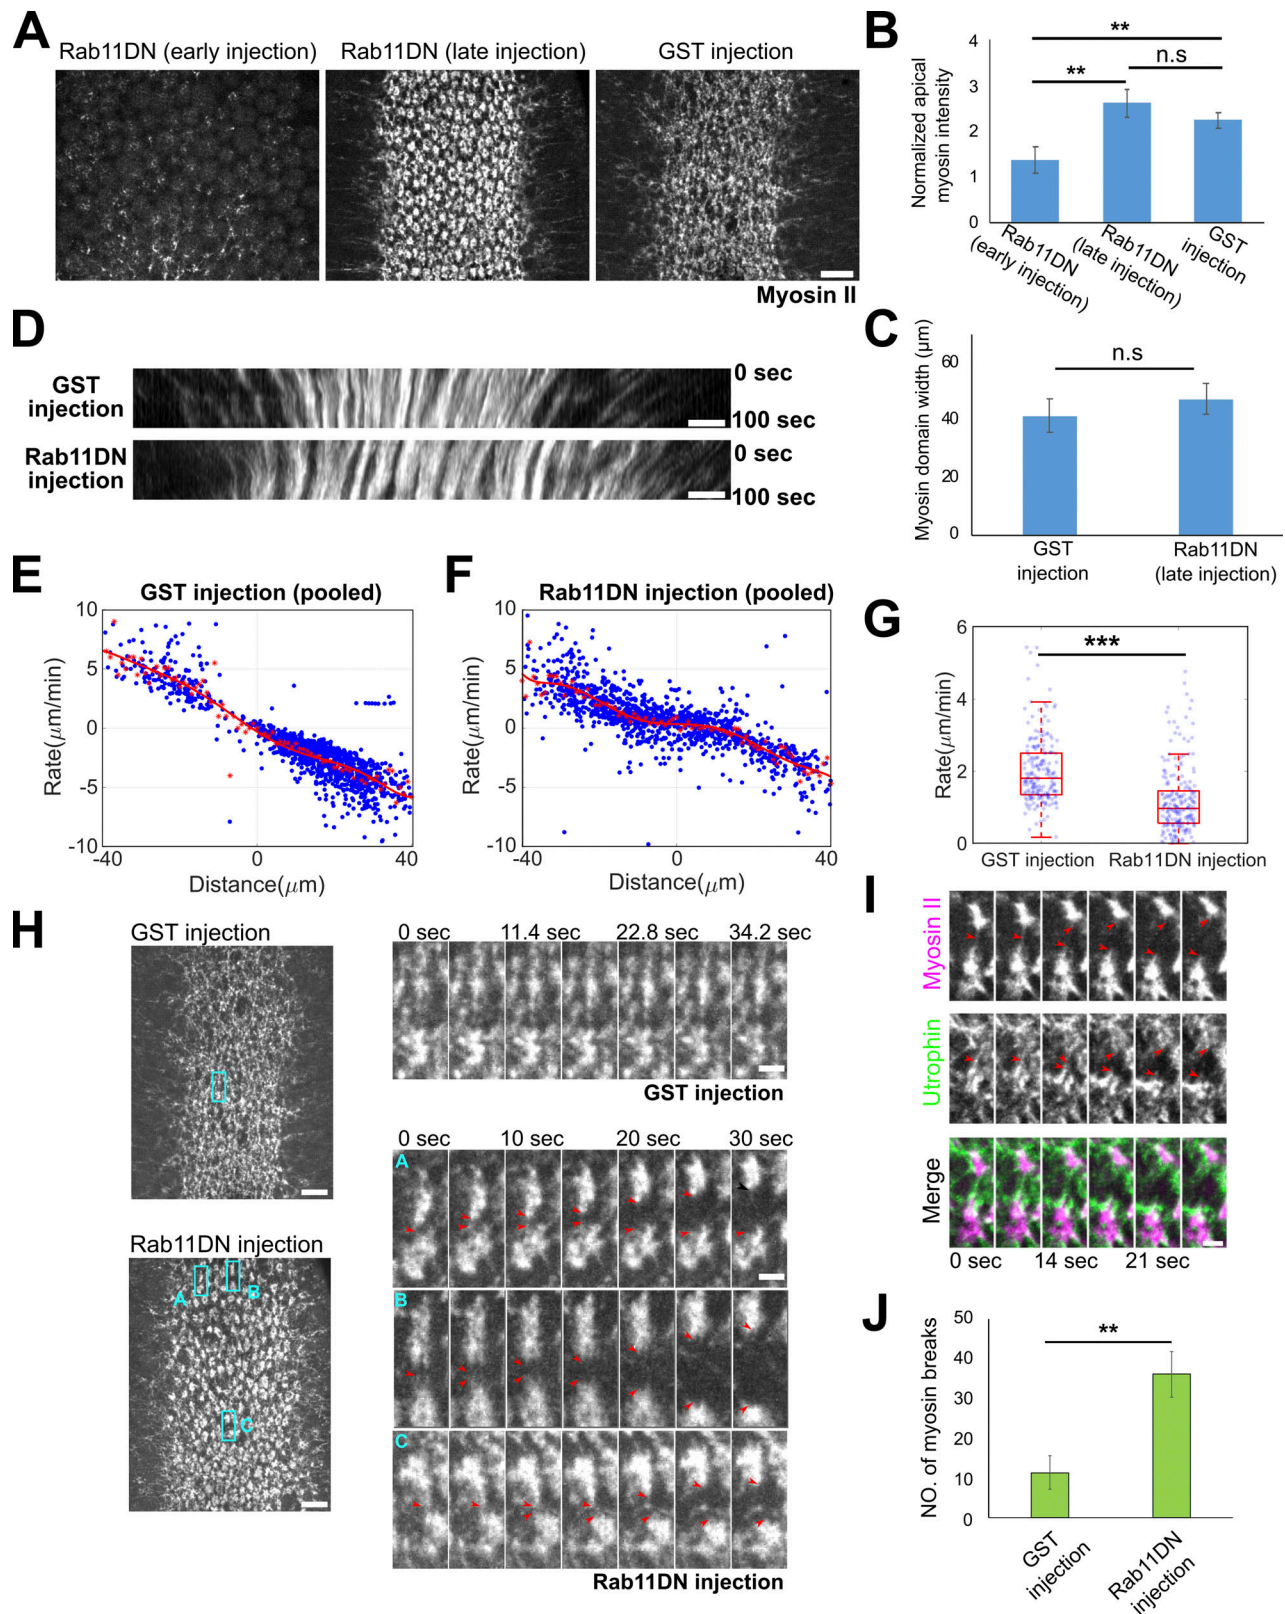 A
Rab11DN (early injection)
Rab11DN (late injection)
GST injection
Myosin II
B
Normalized apical
myosin intensity
4
3
2
1
0
**
**
n.s
Rab11DN
(early injection)
Rab11DN
(late injection)
GST
injection
C
Myosin domain width (μm)
60
40
20
0
n.s
GST
injection
Rab11DN
(late injection)
D
GST
injection
0 sec
100 sec
Rab11DN
injection
0 sec
100 sec
E
GST injection (pooled)
Rate(μm/min)
10
5
0
-5
-10
-40
0
40
Distance(μm)
F
Rab11DN injection (pooled)
Rate(μm/min)
10
5
0
-5
-10
-40
0
40
Distance(μm)
G
Rate(μm/min)
6
4
2
0
***
GST injection
Rab11DN injection
H
GST injection
0 sec
11.4 sec
22.8 sec
34.2 sec
GST injection
Rab11DN injection
A
B
C
0 sec
10 sec
20 sec
30 sec
A
B
C
Rab11DN injection
I
Myosin II
Utrophin
Merge
0 sec
14 sec
21 sec
J
NO. of myosin breaks
50
40
30
20
10
0
**
GST
injection
Rab11DN
injection